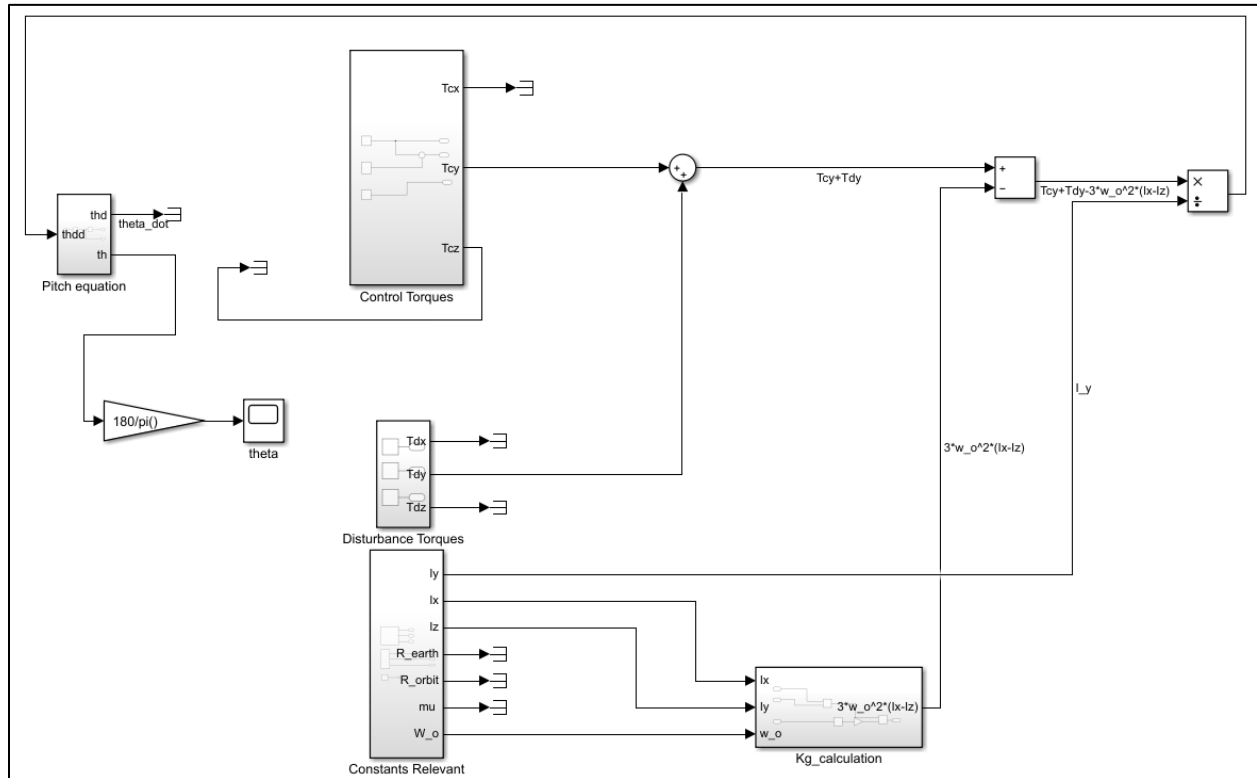 Tcx
Tcy
Tcz
Control Torques
+
+
Tcy+Tdy
+
−
Tcy+Tdy-3*w_o^2*(Ix-Iz)
×
÷
thdd
thd
th
theta_dot
Pitch equation
180/pi()
theta
I_y
3*w_o^2*(Ix-Iz)
Tdx
Tdy
Tdz
Disturbance Torques
Iy
Ix
Iz
R_earth
R_orbit
mu
W_o
Constants Relevant
Ix
Iy
w_o
3*w_o^2*(Ix-Iz)
Kg_calculation